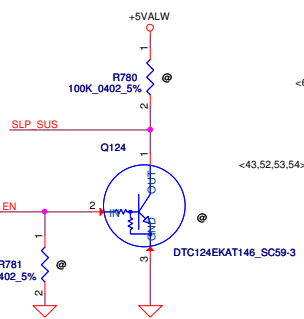 +5VALW
1
R780
100K_0402_5%
@
2
SLP_SUS
Q124
1
OUT
<43,52,53,54>
EN
2
IN
@
GND
3
DTC124EKAT146_SC59-3
1
R781
@
402_5%
2